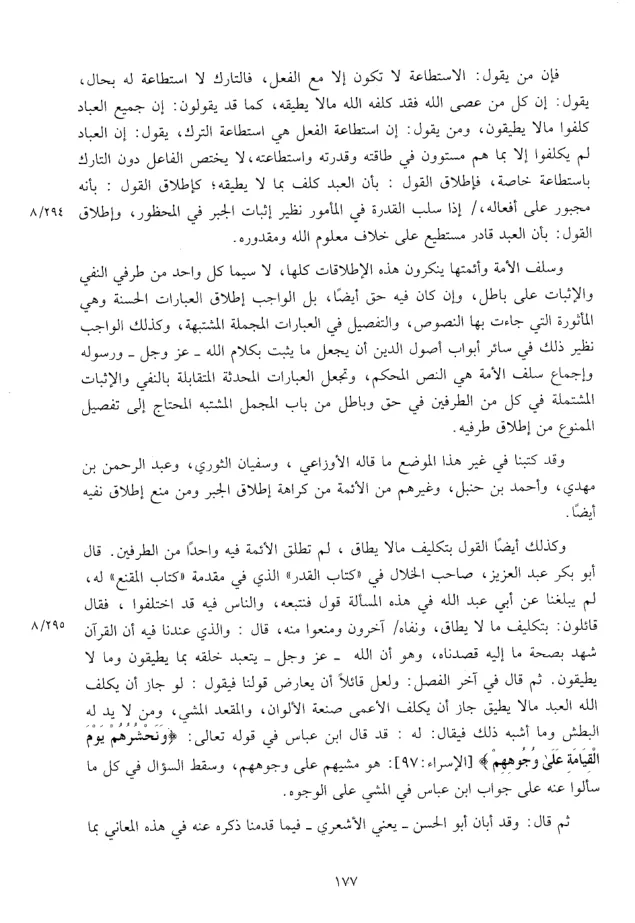 فإن من يقول: الاستطاعة لا تكون إلا مع الفعل، فالتارك لا استطاعة له بحال،
يقول: إن كل من عصى الله فقد كلفه الله مالا يطيقه، كما قد يقولون: إن جميع العباد
كلفوا مالا يطيقون، ومن يقول: إن استطاعة الفعل هي استطاعة الترك، يقول: إن العباد
لم يكلفوا إلا بما هم مستوون في طاقته وقدرته واستطاعته، لا يختص الفاعل دون التارك
باستطاعة خاصة، فإطلاق القول : بأن العبد كلف بما لا يطيقه؛ كإطلاق القول : بأنه
مجبور على أفعاله،/ إذا سلب القدرة في المأمور نظير إثبات الجبر في المحظور، وإطلاق
٨/٢٩٤
القول: بأن العبد قادر مستطيع على خلاف معلوم الله ومقدوره.
وسلف الأمة وأئمتها ينكرون هذه الإطلاقات كلها، لا سيما كل واحد من طرفي النفي
والإثبات على باطل، وإن كان فيه حق أيضًا، بل الواجب إطلاق العبارات الحسنة وهي
المأثورة التي جاءت بها النصوص، والتفصيل في العبارات المجملة المشتبهة، وكذلك الواجب
نظير ذلك في سائر أبواب أصول الدين أن يجعل ما يثبت بكلام الله ـ عز وجل ـ ورسوله
وإجماع سلف الأمة هي النص المحكم، وتجعل العبارات المحدثة المتقابلة بالنفي والإثبات
المشتملة في كل من الطرفين في حق وباطل من باب المجمل المشتبه المحتاج إلى تفصيل
الممنوع من إطلاق طرفيه.
وقد كتبنا في غير هذا الموضع ما قاله الأوزاعي ، وسفيان الثوري، وعبد الرحمن بن
مهدي، وأحمد بن حنبل، وغيرهم من الأئمة من كراهة إطلاق الجبر ومن منع إطلاق نفيه
أيضًا.
وكذلك أيضًا القول بتكليف مالا يطاق ، لم تطلق الأئمة فيه واحدًا من الطرفين. قال
أبو بكر عبد العزيز، صاحب الخلال في «كتاب القدر» الذي في مقدمة «كتاب المقنع» له،
لم يبلغنا عن أبي عبد الله في هذه المسألة قول فنتبعه، والناس فيه قد اختلفوا ، فقال
قائلون: بتكليف ما لا يطاق، ونفاه/ آخرون ومنعوا منه، قال : والذي عندنا فيه أن القرآن
٨/٢٩٥
شهد بصحة ما إليه قصدناه، وهو أن الله ـ عز وجل ـ يتعبد خلقه بما يطيقون وما لا
يطيقون. ثم قال في آخر الفصل: ولعل قائلاً أن يعارض قولنا فيقول : لو جاز أن يكلف
الله العبد مالا يطيق جاز أن يكلف الأعمى صنعة الألوان، والمقعد المشي، ومن لا يد له
البطش وما أشبه ذلك فيقال: له : قد قال ابن عباس في قوله تعالى: ﴿وَنَحْشُرُهُمْ يَوْمَ
الْقِيَامَةِ عَلَىٰ وُجُوهِهِمْ﴾ [الإسراء:٩٧]: هو مشيهم على وجوههم، وسقط السؤال في كل ما
سألوا عنه على جواب ابن عباس في المشي على الوجوه.
ثم قال: وقد أبان أبو الحسن ـ يعني الأشعري ـ فيما قدمنا ذكره عنه في هذه المعاني بما
١٧٧